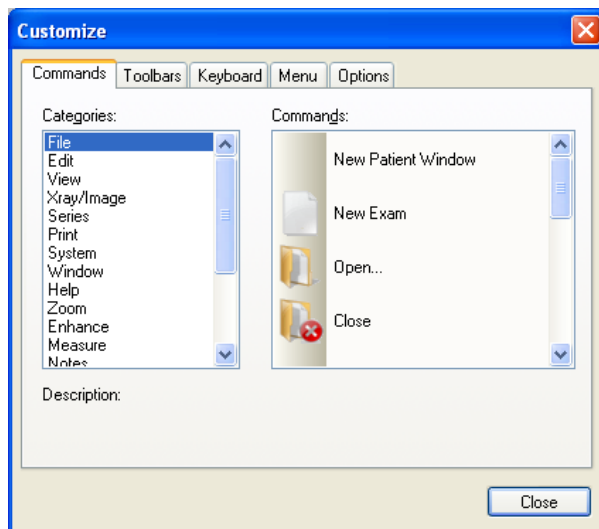 Customize
Commands Toolbars Keyboard Menu Options
Categories: Commands:
File
Edit
View
Xray/Image
Series
Print
System
Window
Help
Zoom
Enhance
Measure
Notes
New Patient Window
New Exam
Open...
Close
Description:
Close